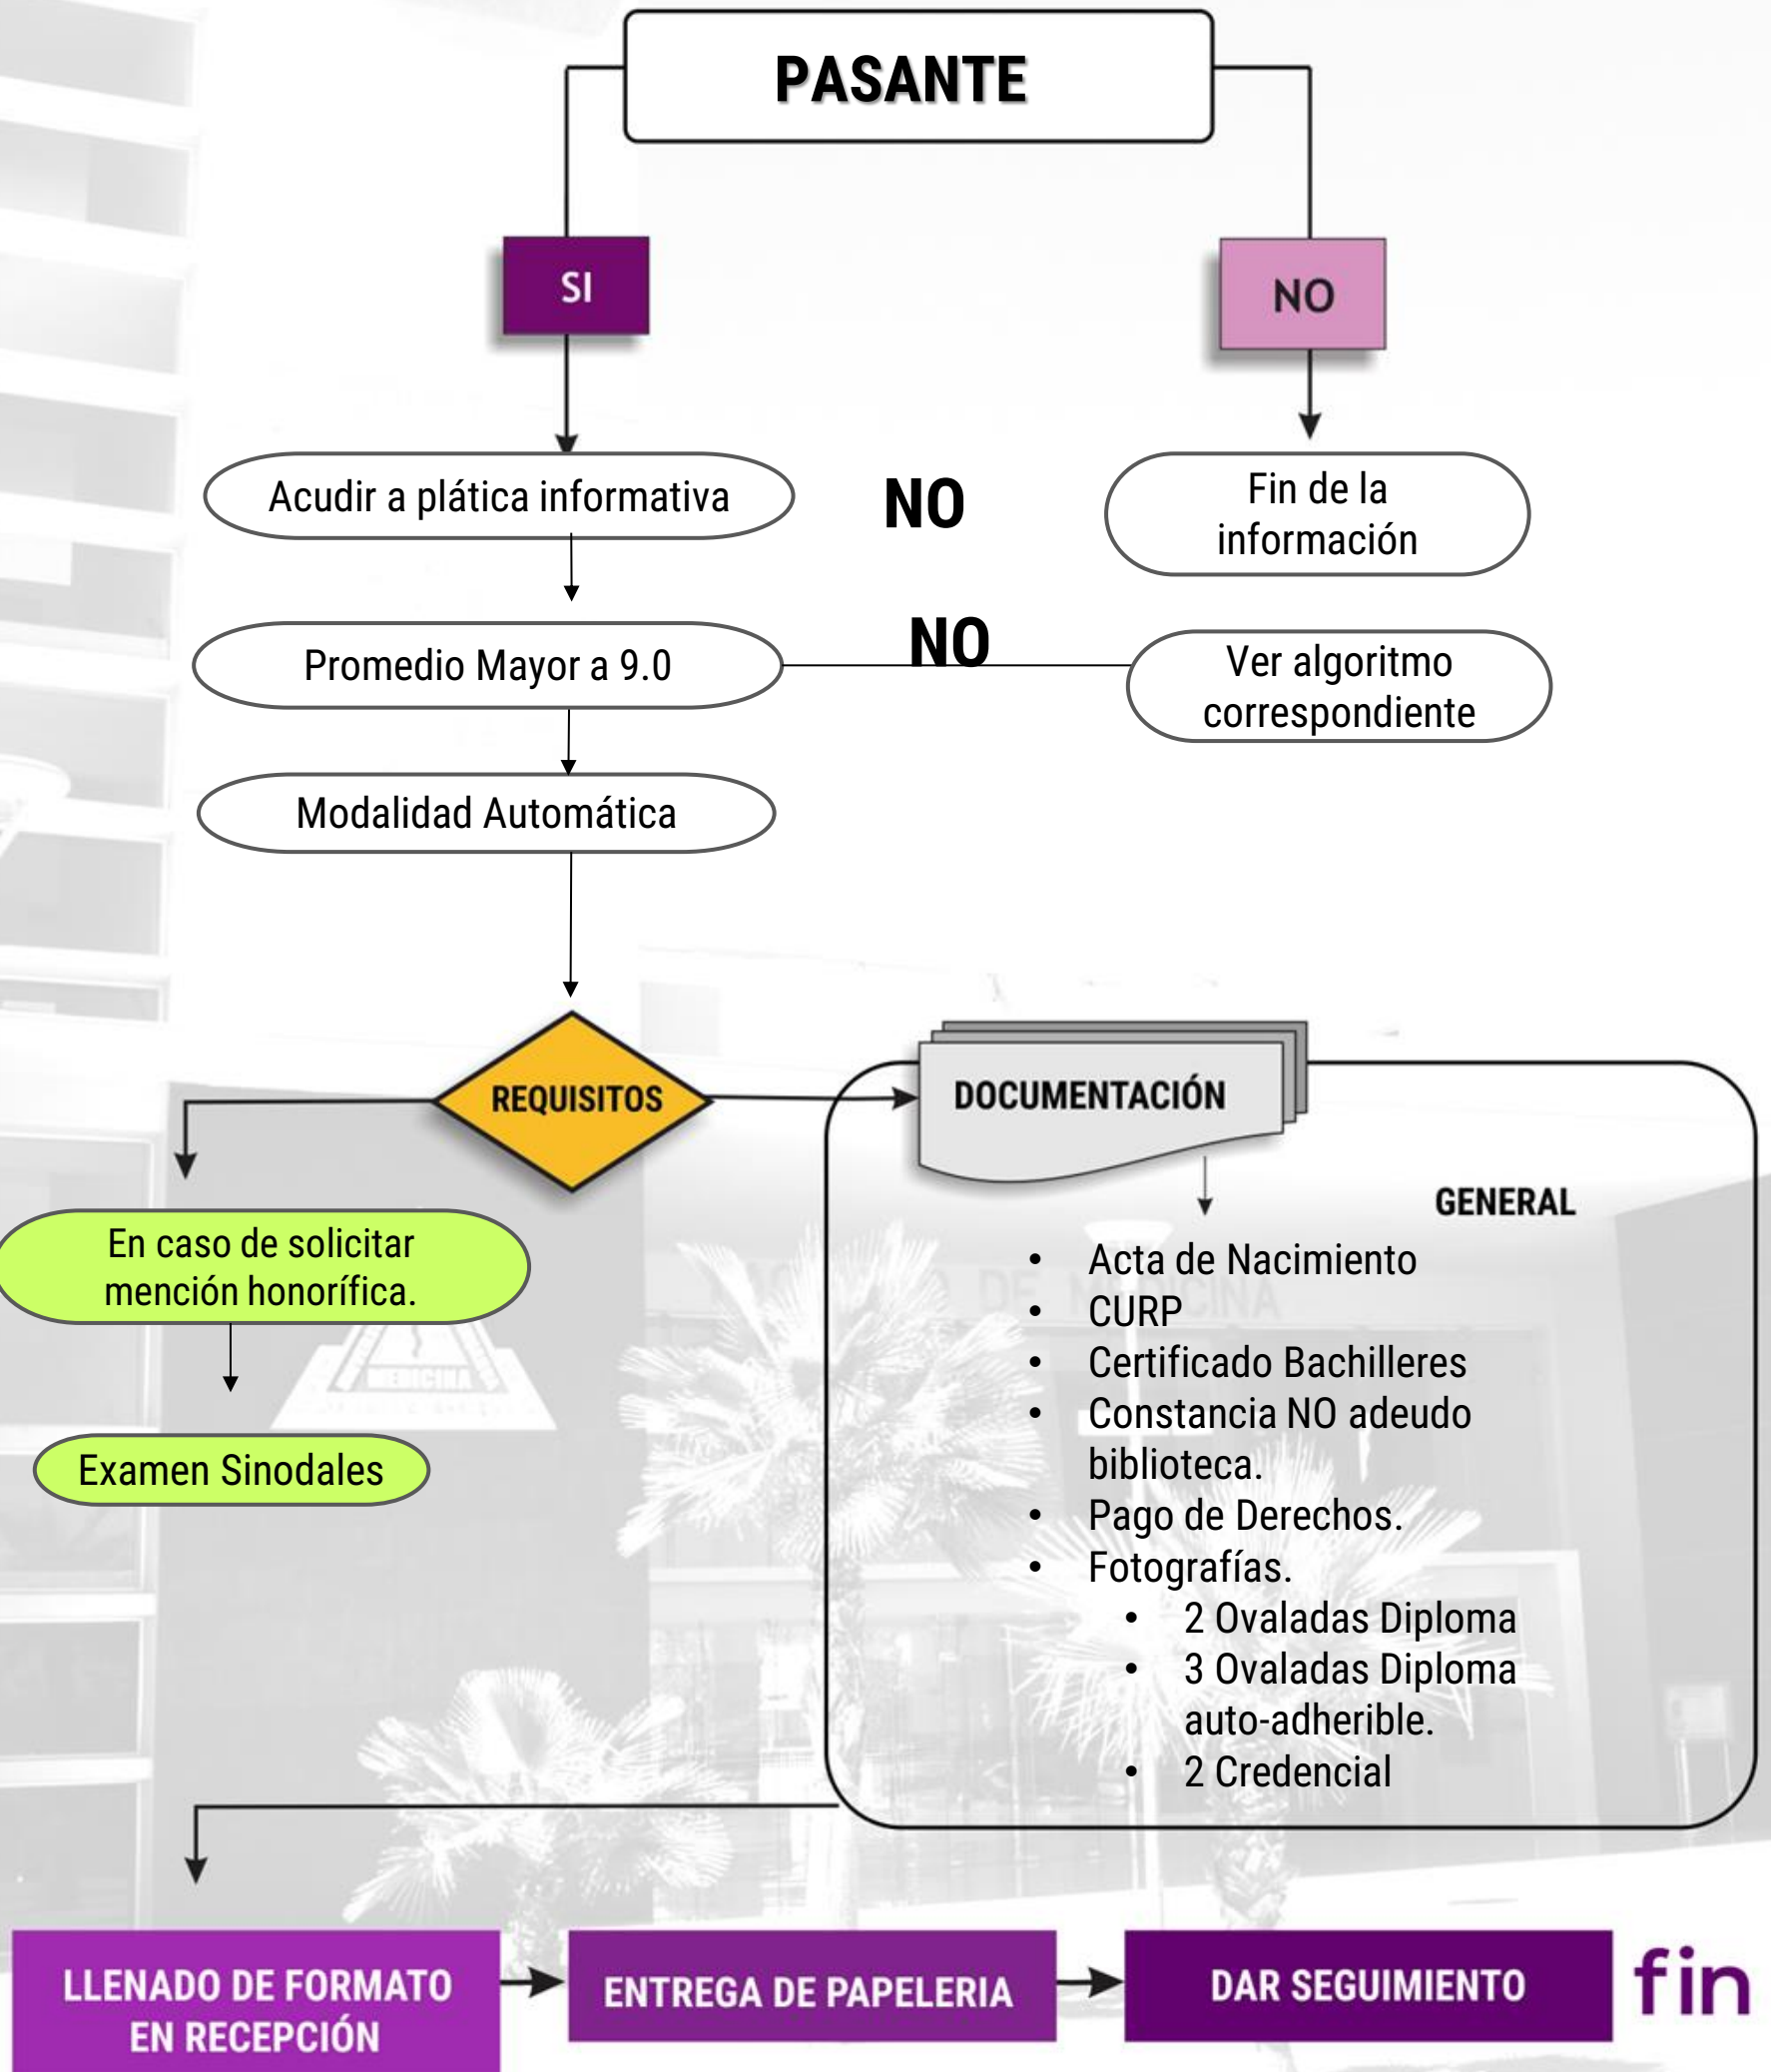 PASANTE
SI
NO
Acudir a plática informativa
NO
Fin de la
información
Promedio Mayor a 9.0
NO
Ver algoritmo
correspondiente
Modalidad Automática
REQUISITOS
DOCUMENTACIÓN
GENERAL
En caso de solicitar
mención honorífica.
Examen Sinodales
MEDICINA
• Acta de Nacimiento
• CURP
• Certificado Bachilleres
• Constancia NO adeudo
biblioteca.
• Pago de Derechos.
• Fotografías.
• 2 Ovaladas Diploma
• 3 Ovaladas Diploma
auto-adherible.
• 2 Credencial
LLENADO DE FORMATO
EN RECEPCIÓN
ENTREGA DE PAPELERIA
DAR SEGUIMIENTO
fin